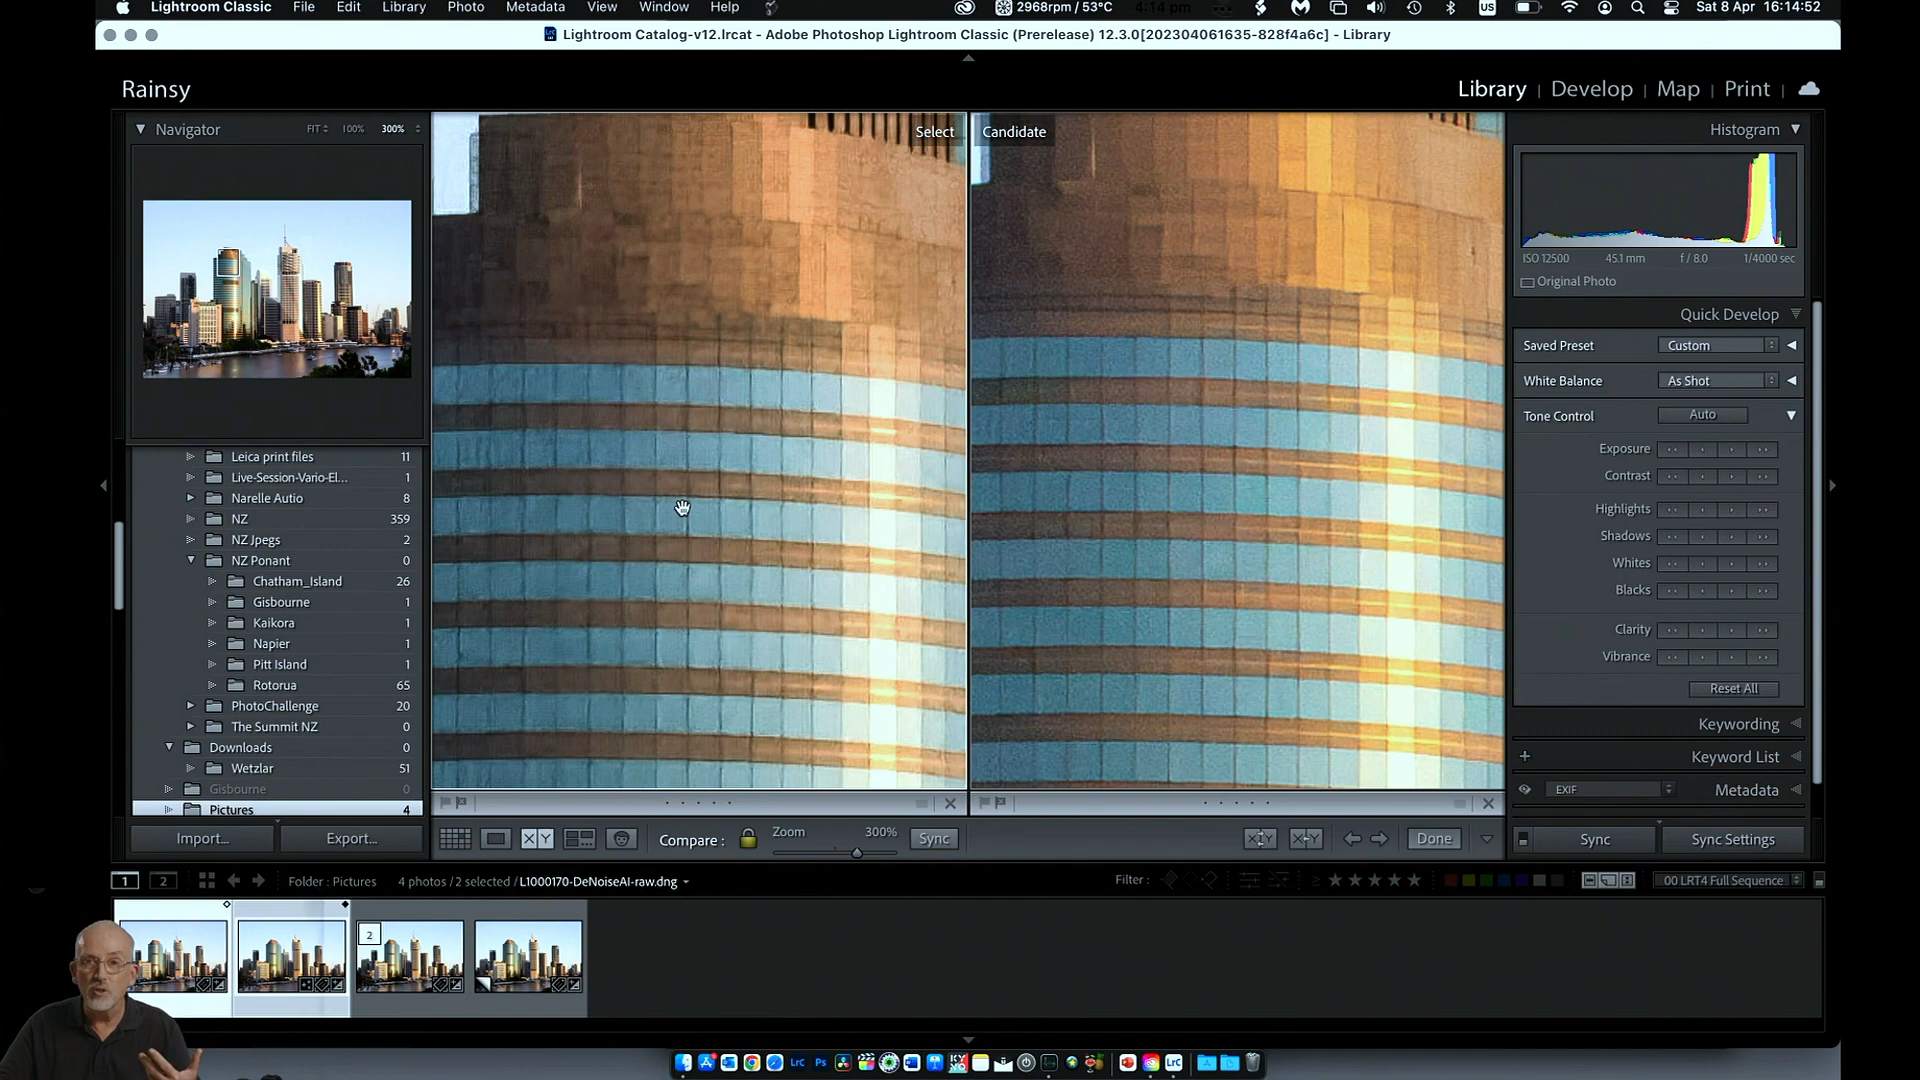 Lightroom Classic File Edit Library Photo Metadata View Window Help 2968rpm / 53°C 4:14 pm US Sat 8 Apr 16:14:52
Lightroom Catalog-v12.lrcat - Adobe Photoshop Lightroom Classic (Prerelease) 12.3.0[202304061635-828f4a6c] - Library
Rainsy
Library | Develop | Map | Print |
Navigator FIT 100% 300%
Select
Candidate
Histogram
ISO 12500 45.1 mm f / 8.0 1/4000 sec
Original Photo
Quick Develop
Saved Preset Custom
White Balance As Shot
Tone Control Auto
Exposure
Contrast
Highlights
Shadows
Whites
Blacks
Clarity
Vibrance
Reset All
Keywording
Keyword List
EXIF Metadata
Sync Sync Settings
Leica print files 11
Live-Session-Vario-El... 1
Narelle Autio 8
NZ 359
NZ Jpegs 2
NZ Ponant 0
Chatham_Island 26
Gisbourne 1
Kaikora 1
Napier 1
Pitt Island 1
Rotorua 65
PhotoChallenge 20
The Summit NZ 0
Downloads 0
Wetzlar 51
Gisbourne 0
Pictures 4
Import... Export...
XY Compare : Zoom 300% Sync Done
1 2 Folder : Pictures 4 photos / 2 selected / L1000170-DeNoiseAI-raw.dng Filter : 00 LRT4 Full Sequence
2
LrC Ps LrC